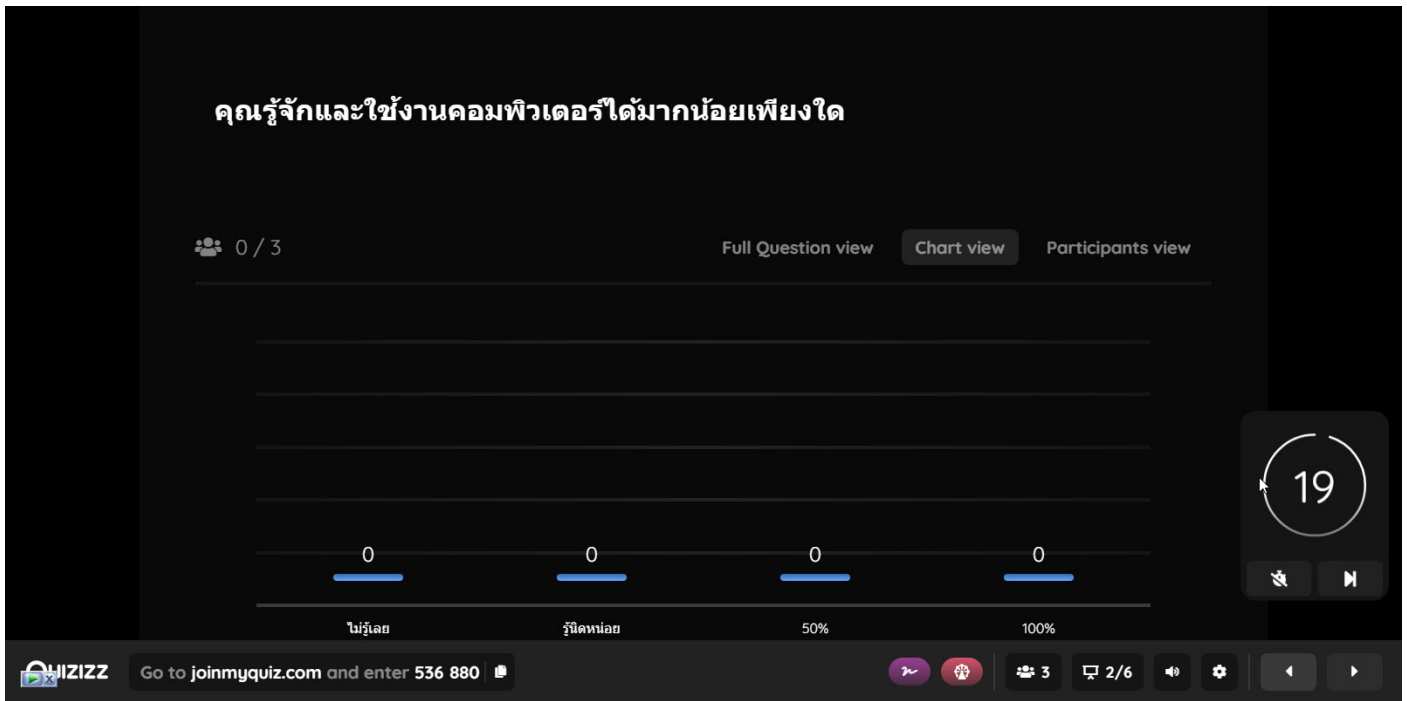 คุณรู้จักและใช้งานคอมพิวเตอร์ได้มากน้อยเพียงใด
0 / 3
Full Question view Chart view Participants view
19
0 0 0 0
ไม่รู้เลย รู้นิดหน่อย 50% 100%
QUIZIZZ Go to joinmyquiz.com and enter 536 880 3 2/6